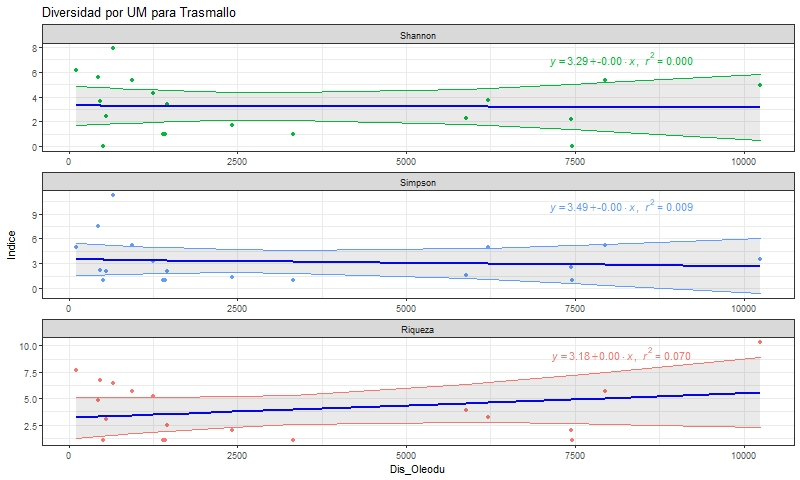 Diversidad por UM para Trasmallo
Shannon
y = 3.29 + -0.00 · x, r² = 0.000
8
6
4
2
0
0 2500 5000 7500 10000
Simpson
y = 3.49 + -0.00 · x, r² = 0.009
9
6
3
0
0 2500 5000 7500 10000
Indice
Riqueza
y = 3.18 + 0.00 · x, r² = 0.070
10.0
7.5
5.0
2.5
0 2500 5000 7500 10000
Dis_Oleodu